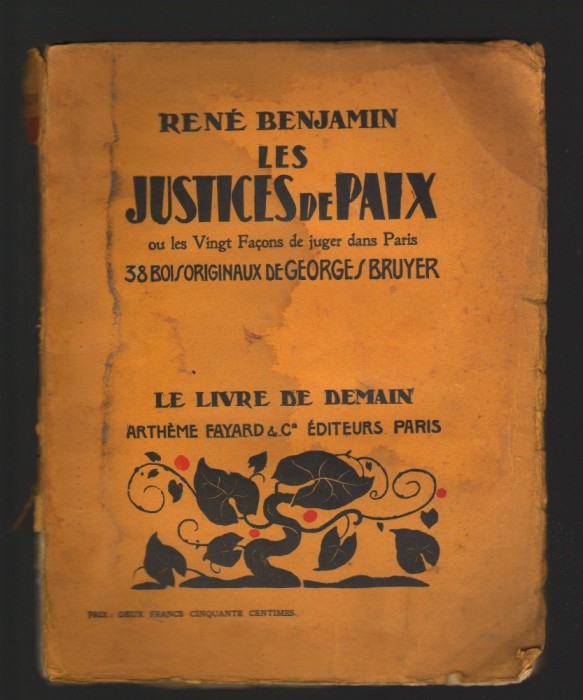 RENÉ BENJAMIN
LES
JUSTICES DE PAIX
ou les Vingt Façons de juger dans Paris
38 BOIS ORIGINAUX DE GEORGES BRUYER
LE LIVRE DE DEMAIN
ARTHÈME FAYARD & Cie ÉDITEURS PARIS
PRIX : DEUX FRANCS CINQUANTE CENTIMES.